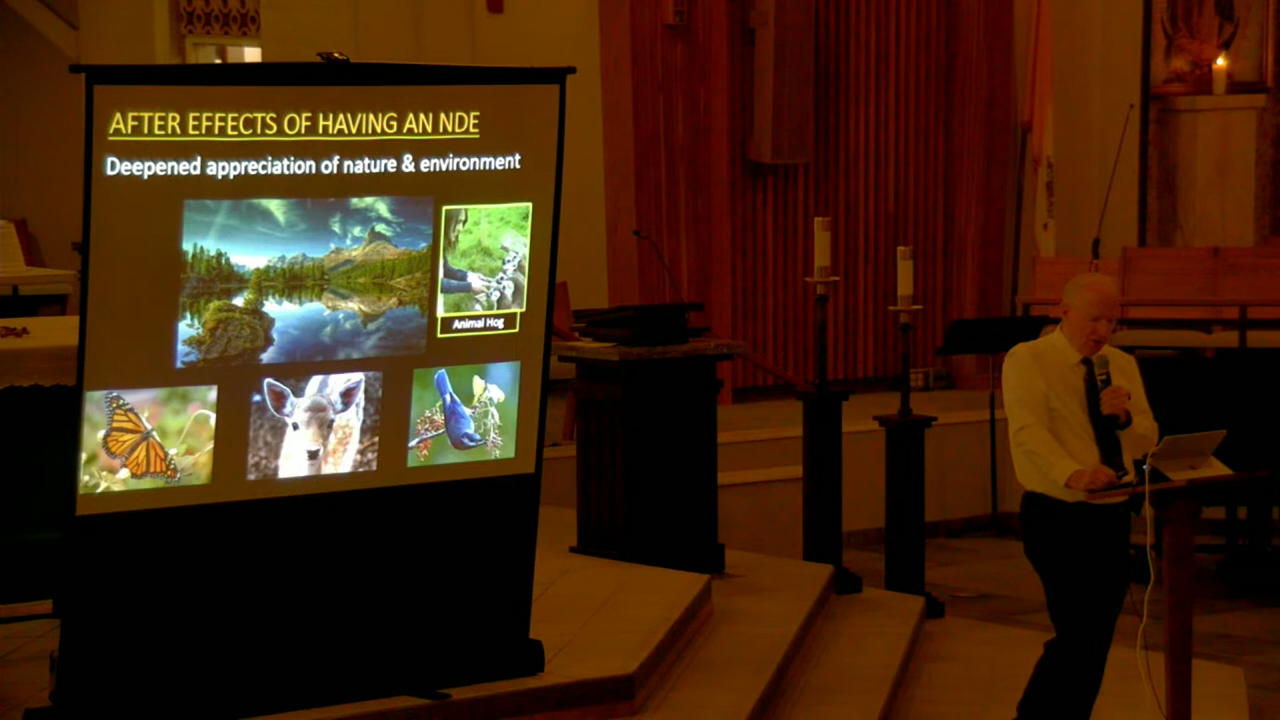 AFTER EFFECTS OF HAVING AN NDE
Deepened appreciation of nature & environment
Animal Hog